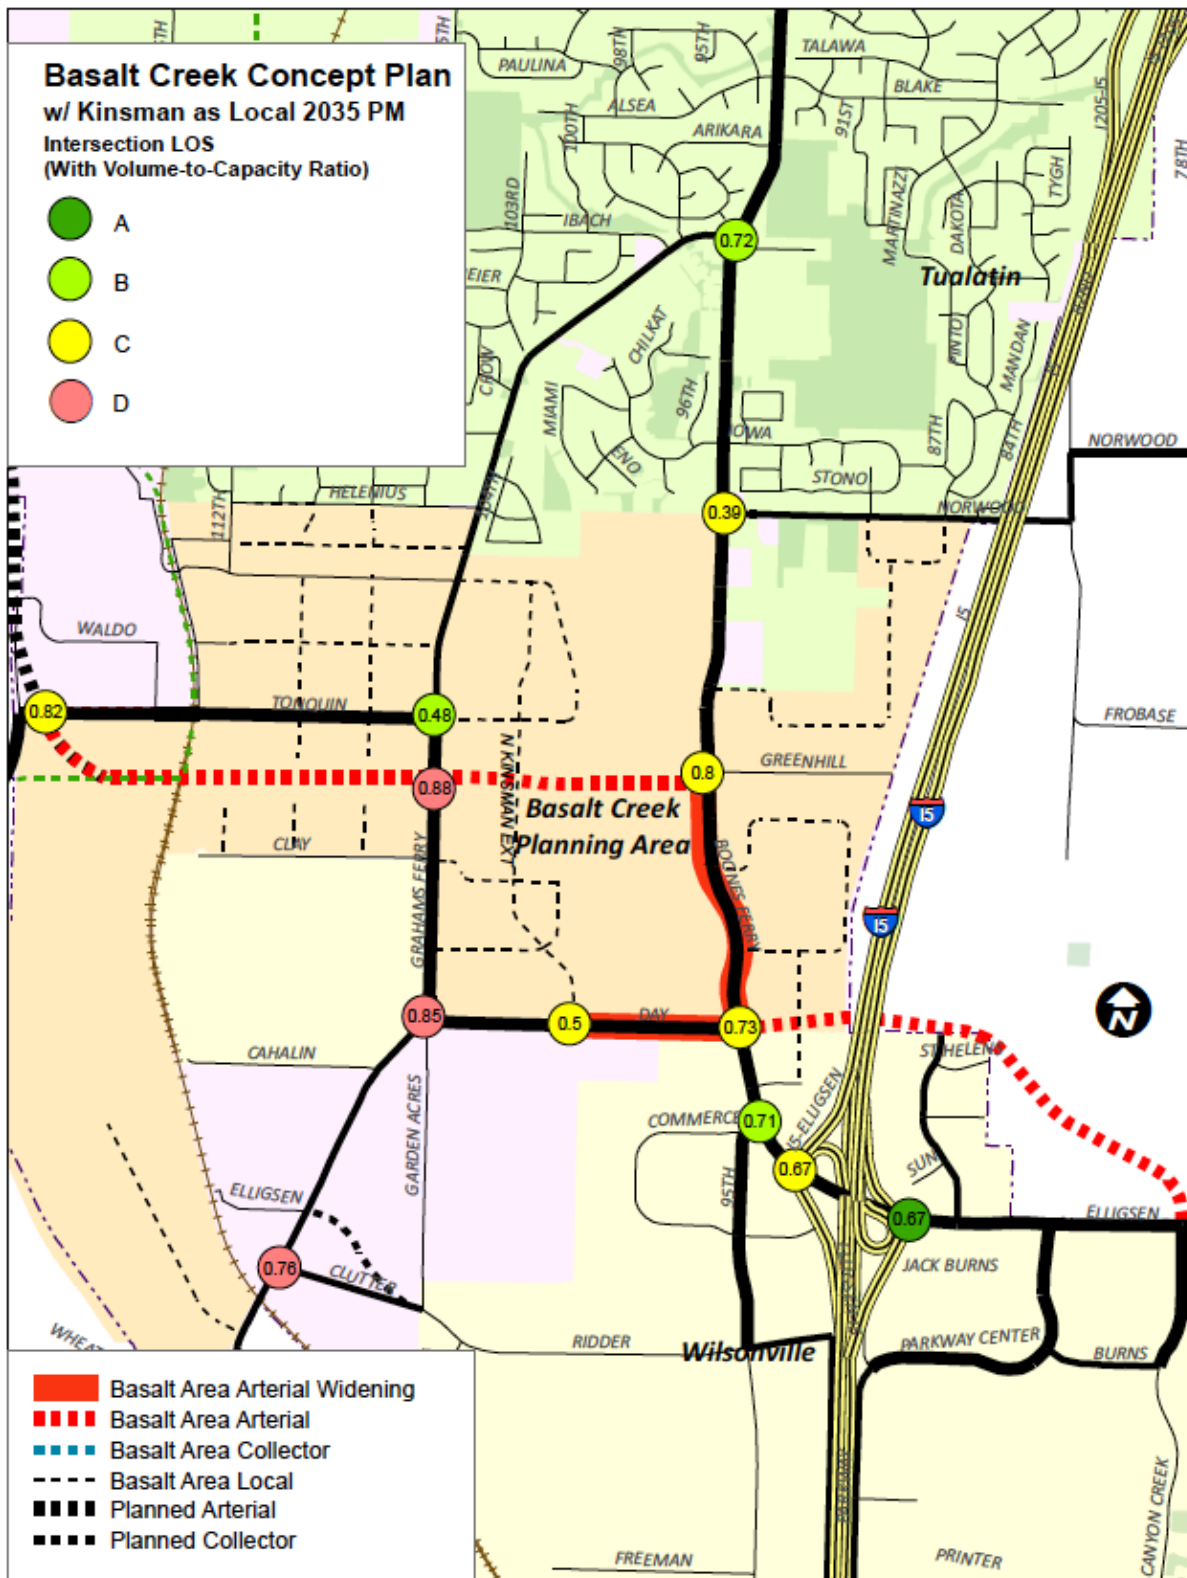 Basalt Creek Concept Plan
w/ Kinsman as Local 2035 PM
Intersection LOS
(With Volume-to-Capacity Ratio)
A
B
C
D
PAULINA
98TH
95TH
TALAWA
BLAKE
ALSEA
100TH
ARIKARA
91ST
I205-I5
78TH
103RD
IBACH
MARTINAZZI
DAKOTA
TYGH
0.72
Tualatin
CHILKAT
CROW
MIAMI
96TH
PINTO
MANDAN
IOWA
87TH
84TH
NORWOOD
STONO
HELENIUS
112TH
0.39
NORWOOD
I5
WALDO
TONQUIN
0.82
0.48
FROBASE
N KINSMAN EXT
0.8
GREENHILL
0.88
Basalt Creek
Planning Area
I5
CLAY
BOONES FERRY
GRAHAMS FERRY
I5
N
0.85
0.5
DAY
0.73
CAHALIN
ST HELENS
GARDEN ACRES
COMMERCE
0.71
I5-ELLIGSEN
0.67
SUN
95TH
ELLIGSEN
0.67
ELLIGSEN
0.76
CLUTTER
JACK BURNS
RIDDER
Wilsonville
PARKWAY CENTER
BURNS
PARKWAY
CANYON CREEK
FREEMAN
PRINTER
Basalt Area Arterial Widening
Basalt Area Arterial
Basalt Area Collector
Basalt Area Local
Planned Arterial
Planned Collector